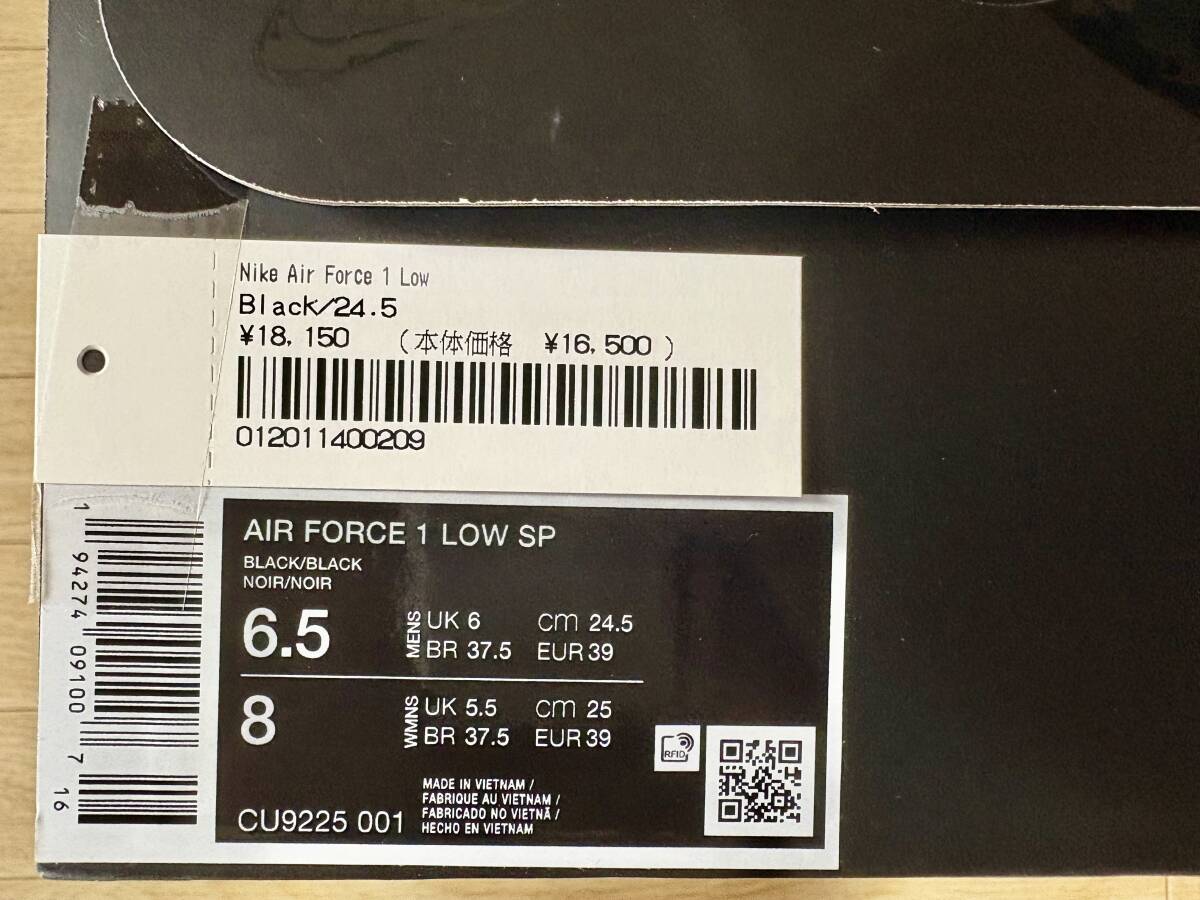 Nike Air Force 1 Low
Black/24.5
¥18,150 (本体価格 ¥16,500)
012011400209
AIR FORCE 1 LOW SP
BLACK/BLACK
NOIR/NOIR
6.5 MENS UK 6 cm 24.5
BR 37.5 EUR 39
8 WMNS UK 5.5 cm 25
BR 37.5 EUR 39
RFID
MADE IN VIETNAM /
FABRIQUE AU VIETNAM /
FABRICADO NO VIETNÃ /
HECHO EN VIETNAM
CU9225 001
1 94274 09100 7 16